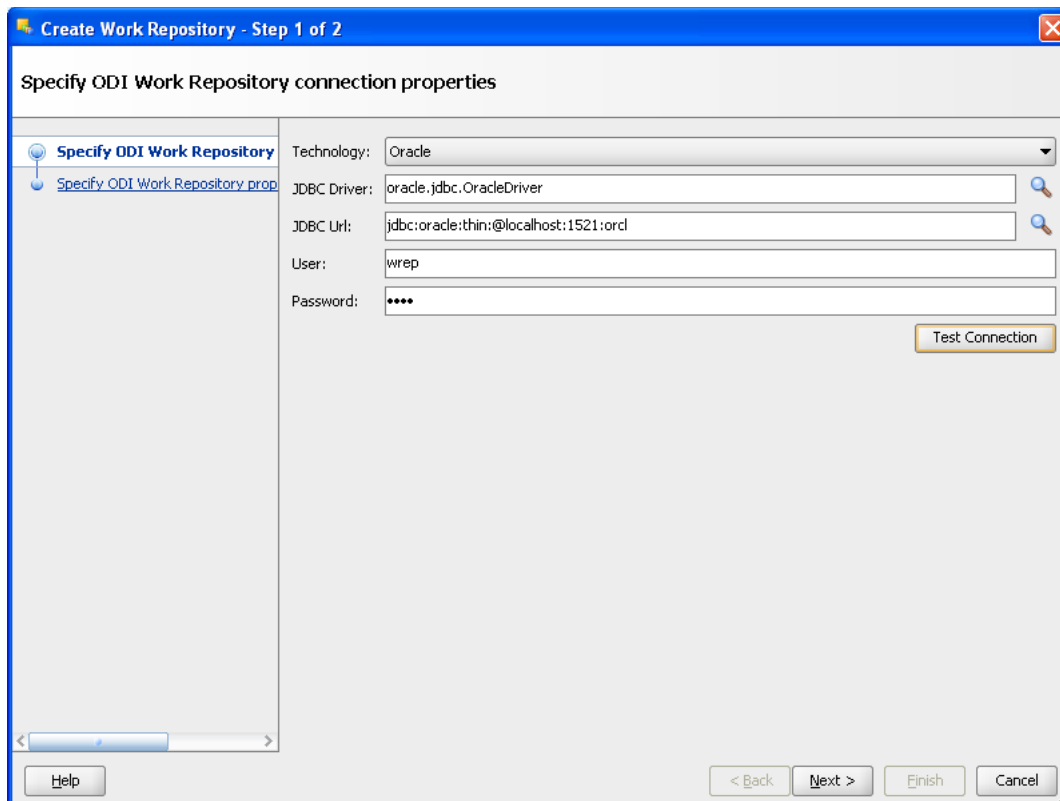 Create Work Repository - Step 1 of 2
Specify ODI Work Repository connection properties
Specify ODI Work Repository
Specify ODI Work Repository prop
Technology: Oracle
JDBC Driver: oracle.jdbc.OracleDriver
JDBC Url: jdbc:oracle:thin:@localhost:1521:orcl
User: wrep
Password: ••••
Test Connection
Help
< Back
Next >
Finish
Cancel